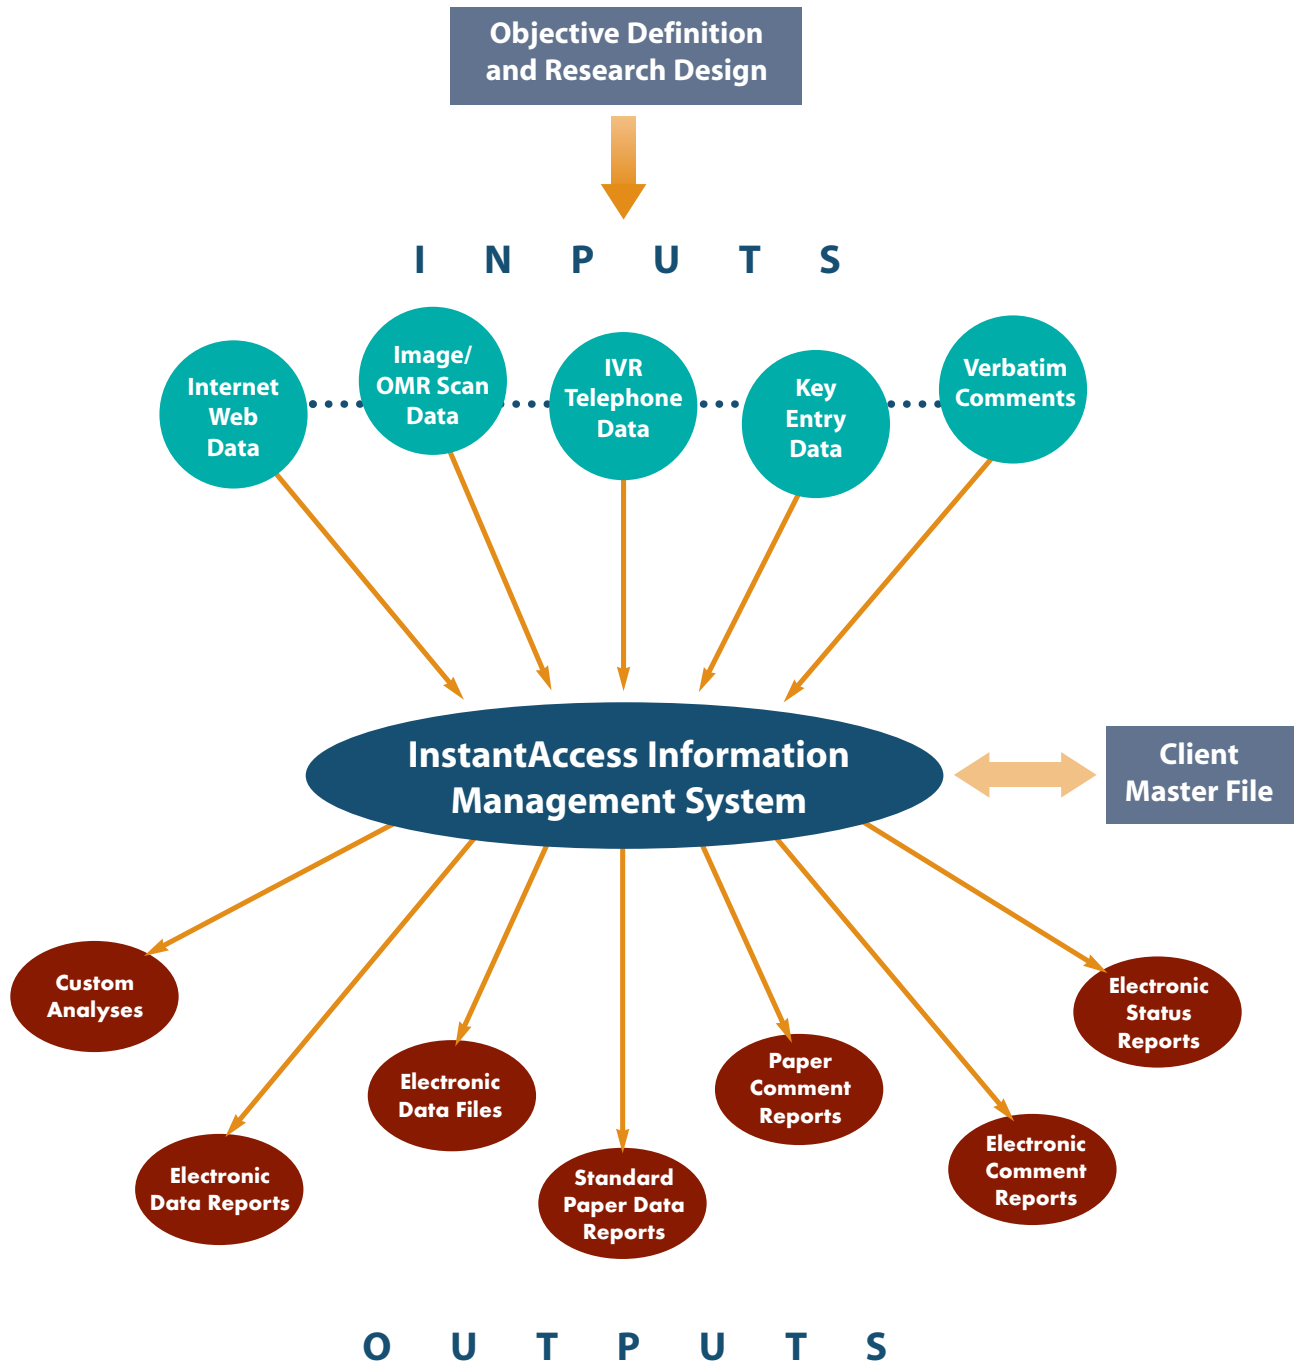 Objective Definition
and Research Design
I N P U T S
Internet
Web
Data
Image/
OMR Scan
Data
IVR
Telephone
Data
Key
Entry
Data
Verbatim
Comments
InstantAccess Information
Management System
Client
Master File
Custom
Analyses
Electronic
Data Reports
Electronic
Data Files
Standard
Paper Data
Reports
Paper
Comment
Reports
Electronic
Comment
Reports
Electronic
Status
Reports
O U T P U T S